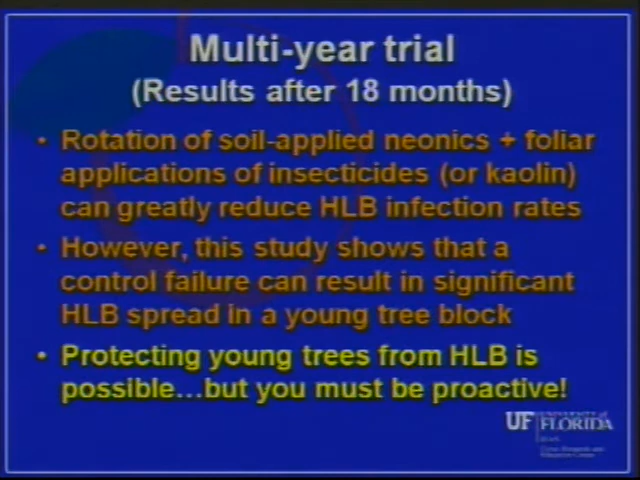 Multi-year trial
(Results after 18 months)
• Rotation of soil-applied neonics + foliar
applications of insecticides (or kaolin)
can greatly reduce HLB infection rates
• However, this study shows that a
control failure can result in significant
HLB spread in a young tree block
• Protecting young trees from HLB is
possible...but you must be proactive!
UF UNIVERSITY of
FLORIDA